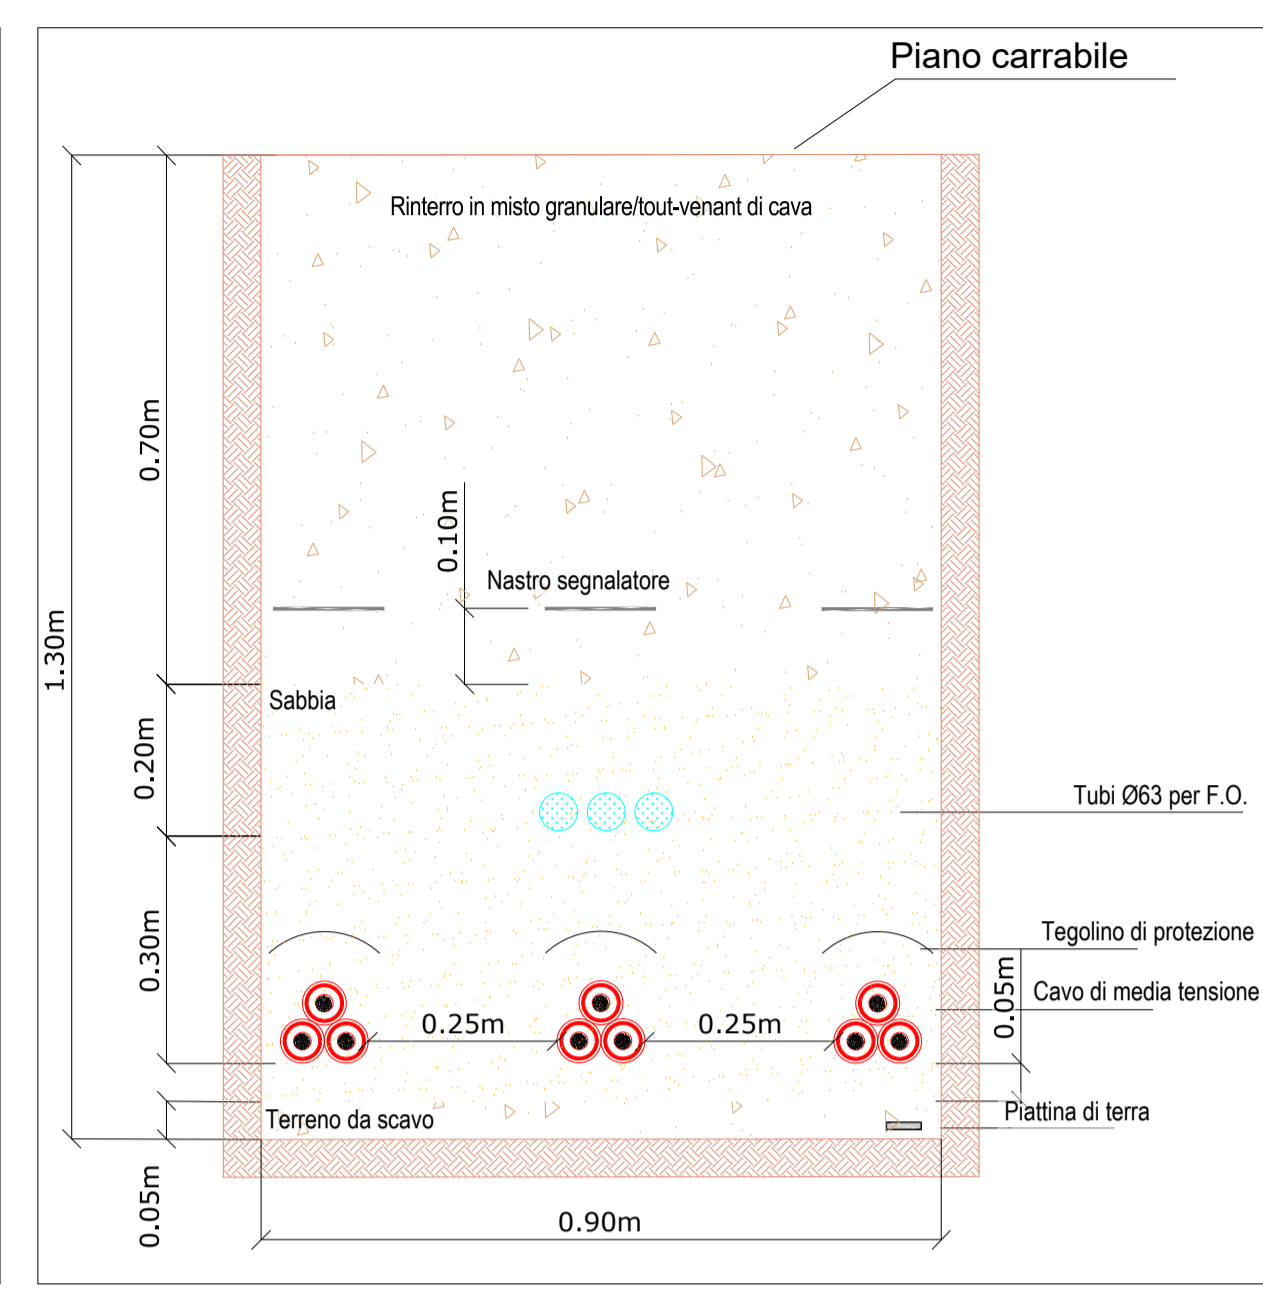 Piano carrabile
Rinterro in misto granulare/tout-venant di cava
0.70m
0.10m
Nastro segnalatore
1.30m
Sabbia
0.20m
Tubi Ø63 per F.O.
0.30m
Tegolino di protezione
0.05m
Cavo di media tensione
0.25m
0.25m
Terreno da scavo
Piattina di terra
0.05m
0.90m